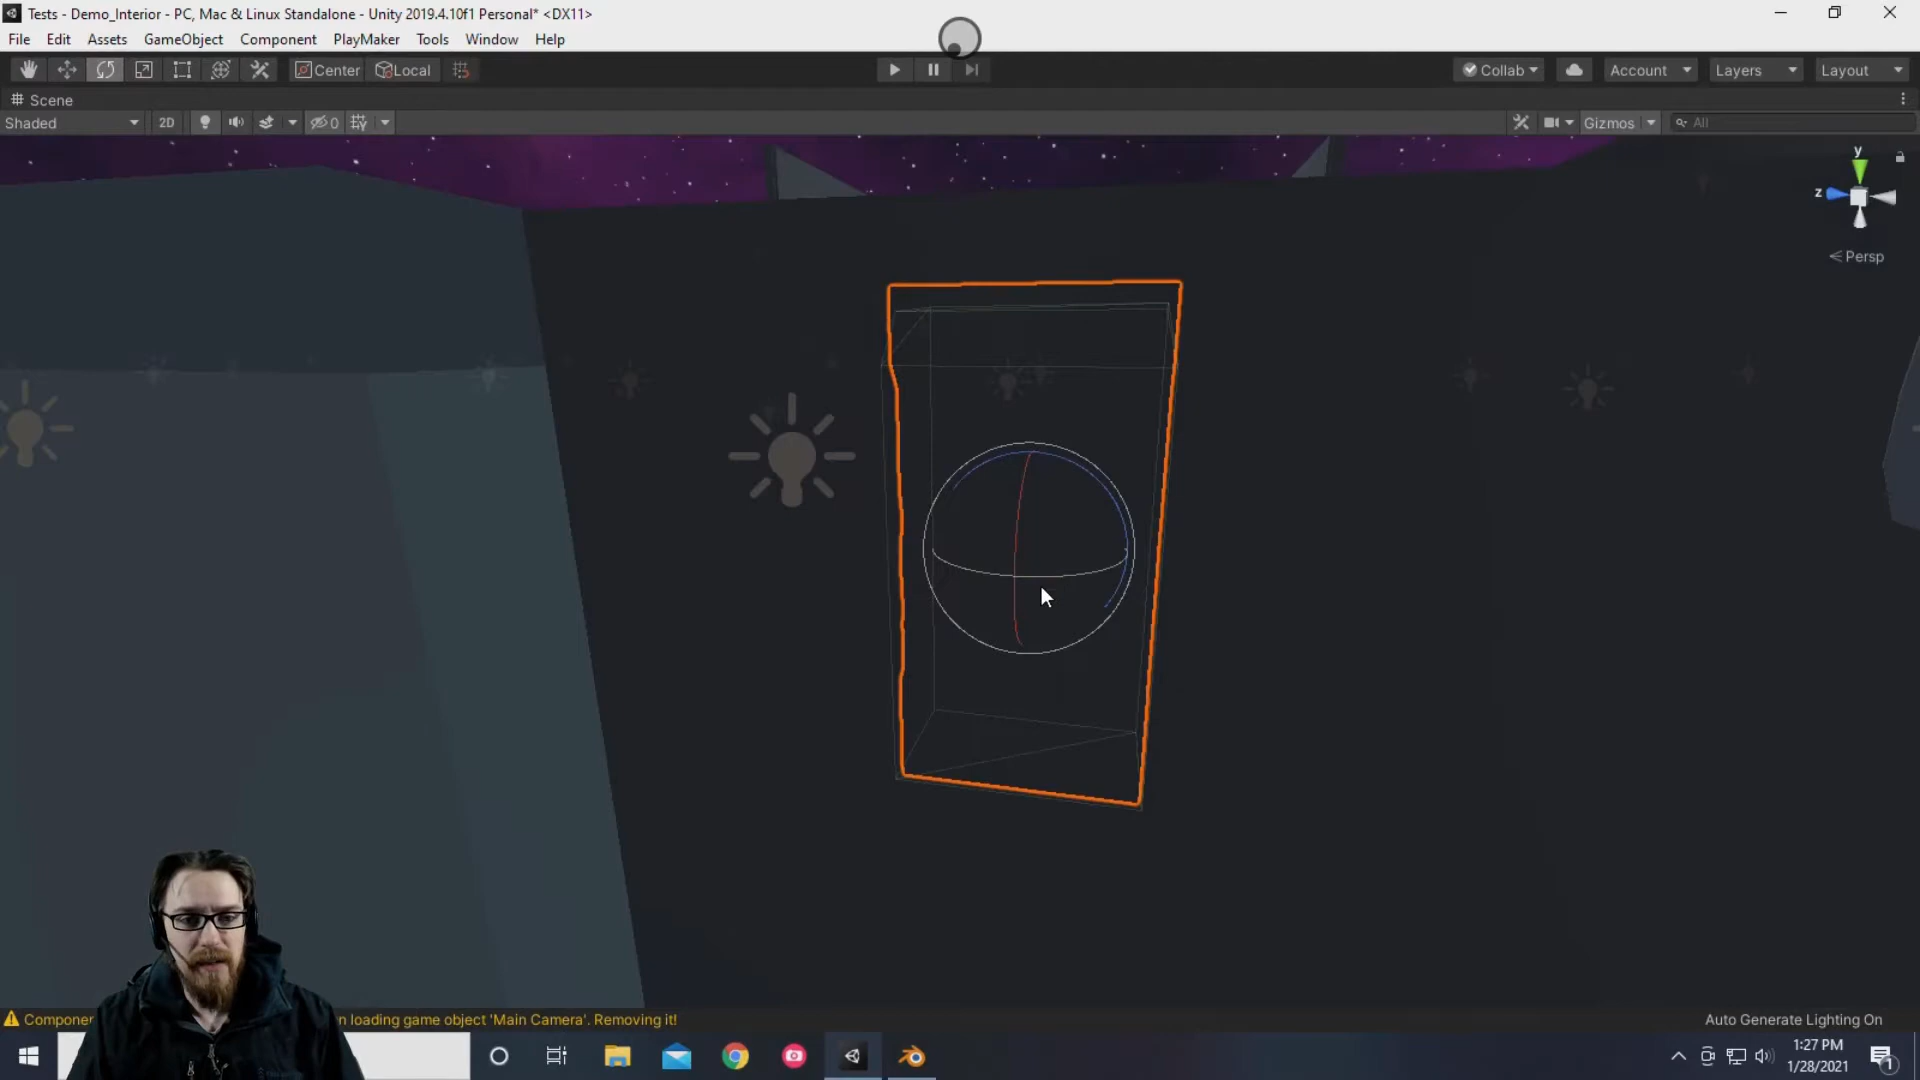 Tests - Demo_Interior - PC, Mac & Linux Standalone - Unity 2019.4.10f1 Personal* <DX11>
File Edit Assets GameObject Component PlayMaker Tools Window Help
Center Local Collab Account Layers Layout
Scene
Shaded 2D 0 Gizmos All
y
z
Persp
Componen
n loading game object 'Main Camera'. Removing it!
Auto Generate Lighting On
1:27 PM
1/28/2021
1